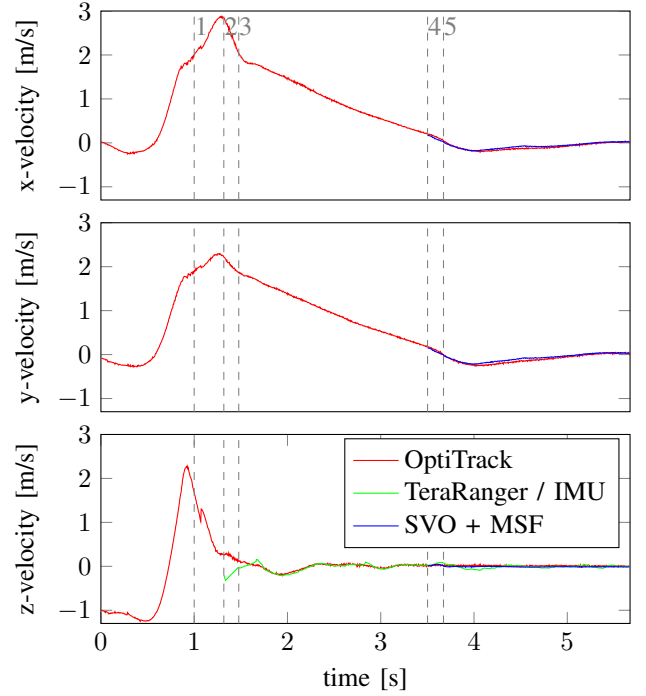 3
2
1
0
−1
x-velocity [m/s]
1
2
3
4
5
3
2
1
0
−1
y-velocity [m/s]
3
2
1
0
−1
z-velocity [m/s]
OptiTrack
TeraRanger / IMU
SVO + MSF
0 1 2 3 4 5
time [s]